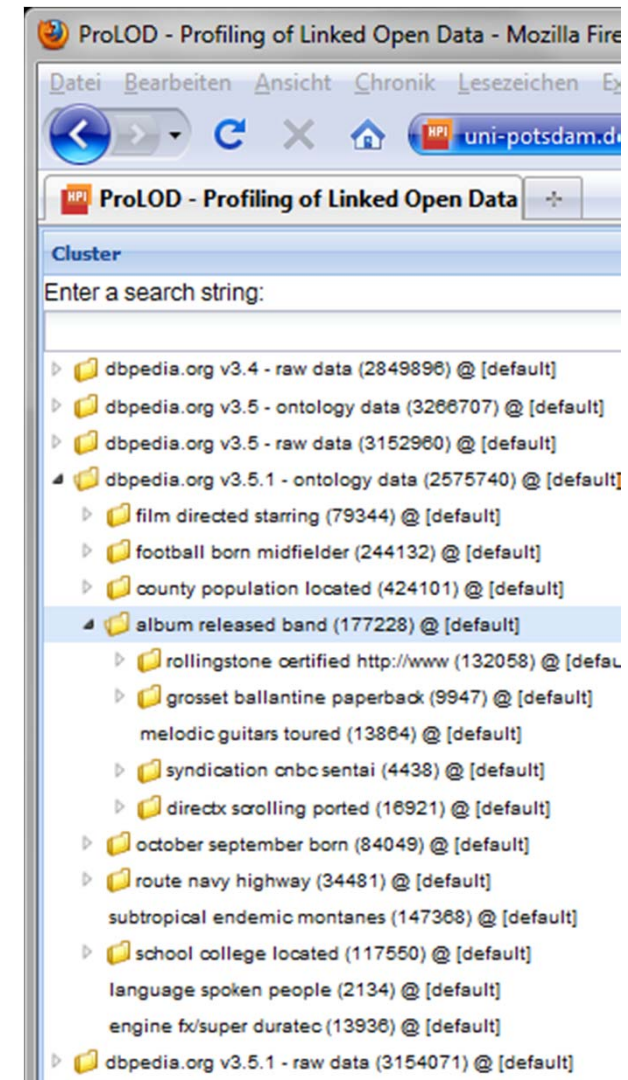 ProLOD - Profiling of Linked Open Data - Mozilla Fire
Datei Bearbeiten Ansicht Chronik Lesezeichen Ex
HPI uni-potsdam.de
HPI ProLOD - Profiling of Linked Open Data
Cluster
Enter a search string:
dbpedia.org v3.4 - raw data (2849896) @ [default]
dbpedia.org v3.5 - ontology data (3266707) @ [default]
dbpedia.org v3.5 - raw data (3152960) @ [default]
dbpedia.org v3.5.1 - ontology data (2575740) @ [default]
film directed starring (79344) @ [default]
football born midfielder (244132) @ [default]
county population located (424101) @ [default]
album released band (177228) @ [default]
rollingstone certified http://www (132058) @ [defau
grosset ballantine paperback (9947) @ [default]
melodic guitars toured (13864) @ [default]
syndication cnbc sentai (4438) @ [default]
directx scrolling ported (16921) @ [default]
october september born (84049) @ [default]
route navy highway (34481) @ [default]
subtropical endemic montanes (147368) @ [default]
school college located (117550) @ [default]
language spoken people (2134) @ [default]
engine fx/super duratec (13936) @ [default]
dbpedia.org v3.5.1 - raw data (3154071) @ [default]